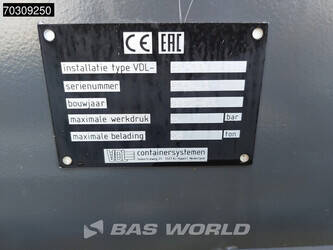 70309250
CE EAC
installatie type VDL-
serienummer
bouwjaar
maximale werkdruk bar
maximale belading ton
VDL containersystemen
BAS WORLD